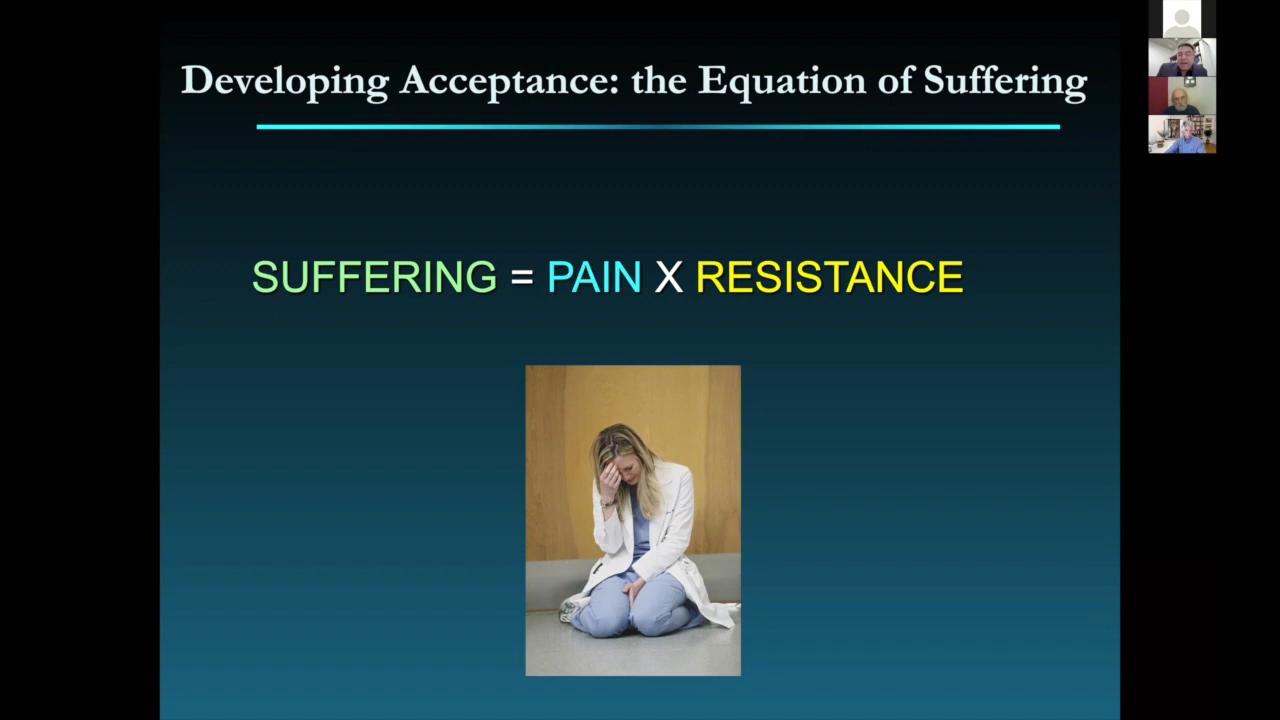 Developing Acceptance: the Equation of Suffering
SUFFERING = PAIN X RESISTANCE